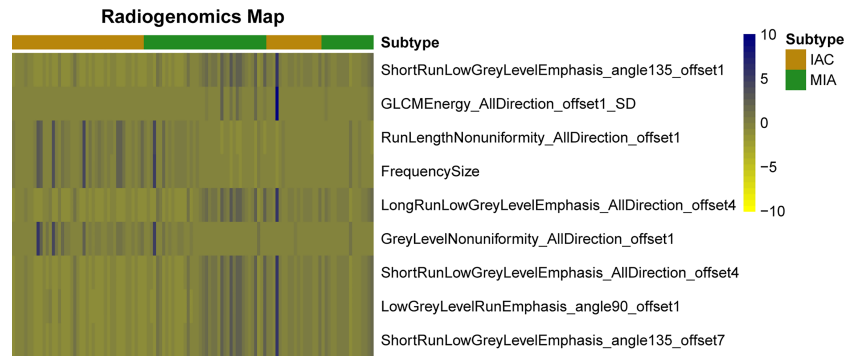 Radiogenomics Map
Subtype
ShortRunLowGreyLevelEmphasis_angle135_offset1
GLCMEnergy_AllDirection_offset1_SD
RunLengthNonuniformity_AllDirection_offset1
FrequencySize
LongRunLowGreyLevelEmphasis_AllDirection_offset4
GreyLevelNonuniformity_AllDirection_offset1
ShortRunLowGreyLevelEmphasis_AllDirection_offset4
LowGreyLevelRunEmphasis_angle90_offset1
ShortRunLowGreyLevelEmphasis_angle135_offset7
10
5
0
−5
−10
Subtype
IAC
MIA